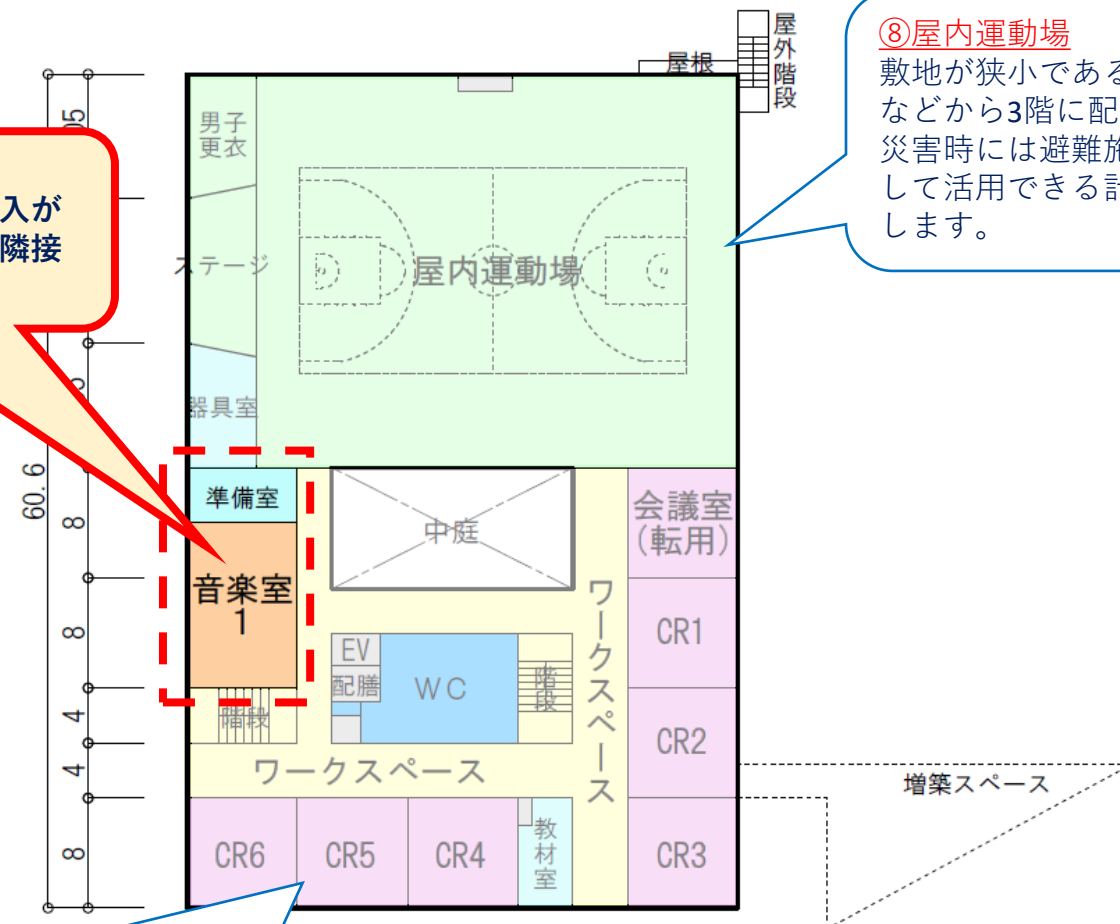 屋外階段
屋根
⑧屋内運動場
敷地が狭小である
などから3階に配
災害時には避難施
して活用できる計
します。
入が
隣接
男子
更衣
ステージ
屋内運動場
器具室
準備室
中庭
会議室
(転用)
音楽室
1
ワークスペース
CR1
EV
配膳
WC
階段
階段
CR2
ワークスペース
増築スペース
CR6
CR5
CR4
教材室
CR3
60.6
8
8
4
4
8